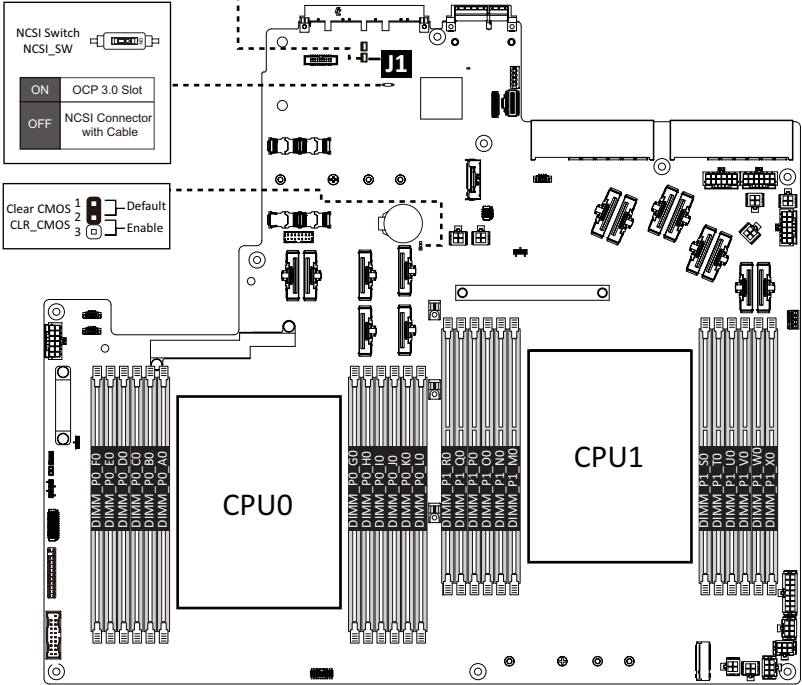 NCSI Switch
NCSI_SW
ON OCP 3.0 Slot
OFF NCSI Connector
with Cable
J1
Clear CMOS
CLR_CMOS
1
2
3
Default
Enable
DIMM_P0_F0
DIMM_P0_E0
DIMM_P0_D0
DIMM_P0_C0
DIMM_P0_B0
DIMM_P0_A0
CPU0
DIMM_P0_G0
DIMM_P0_H0
DIMM_P0_I0
DIMM_P0_J0
DIMM_P0_K0
DIMM_P0_L0
DIMM_P1_R0
DIMM_P1_Q0
DIMM_P1_P0
DIMM_P1_O0
DIMM_P1_N0
DIMM_P1_M0
CPU1
DIMM_P1_S0
DIMM_P1_T0
DIMM_P1_U0
DIMM_P1_V0
DIMM_P1_W0
DIMM_P1_X0